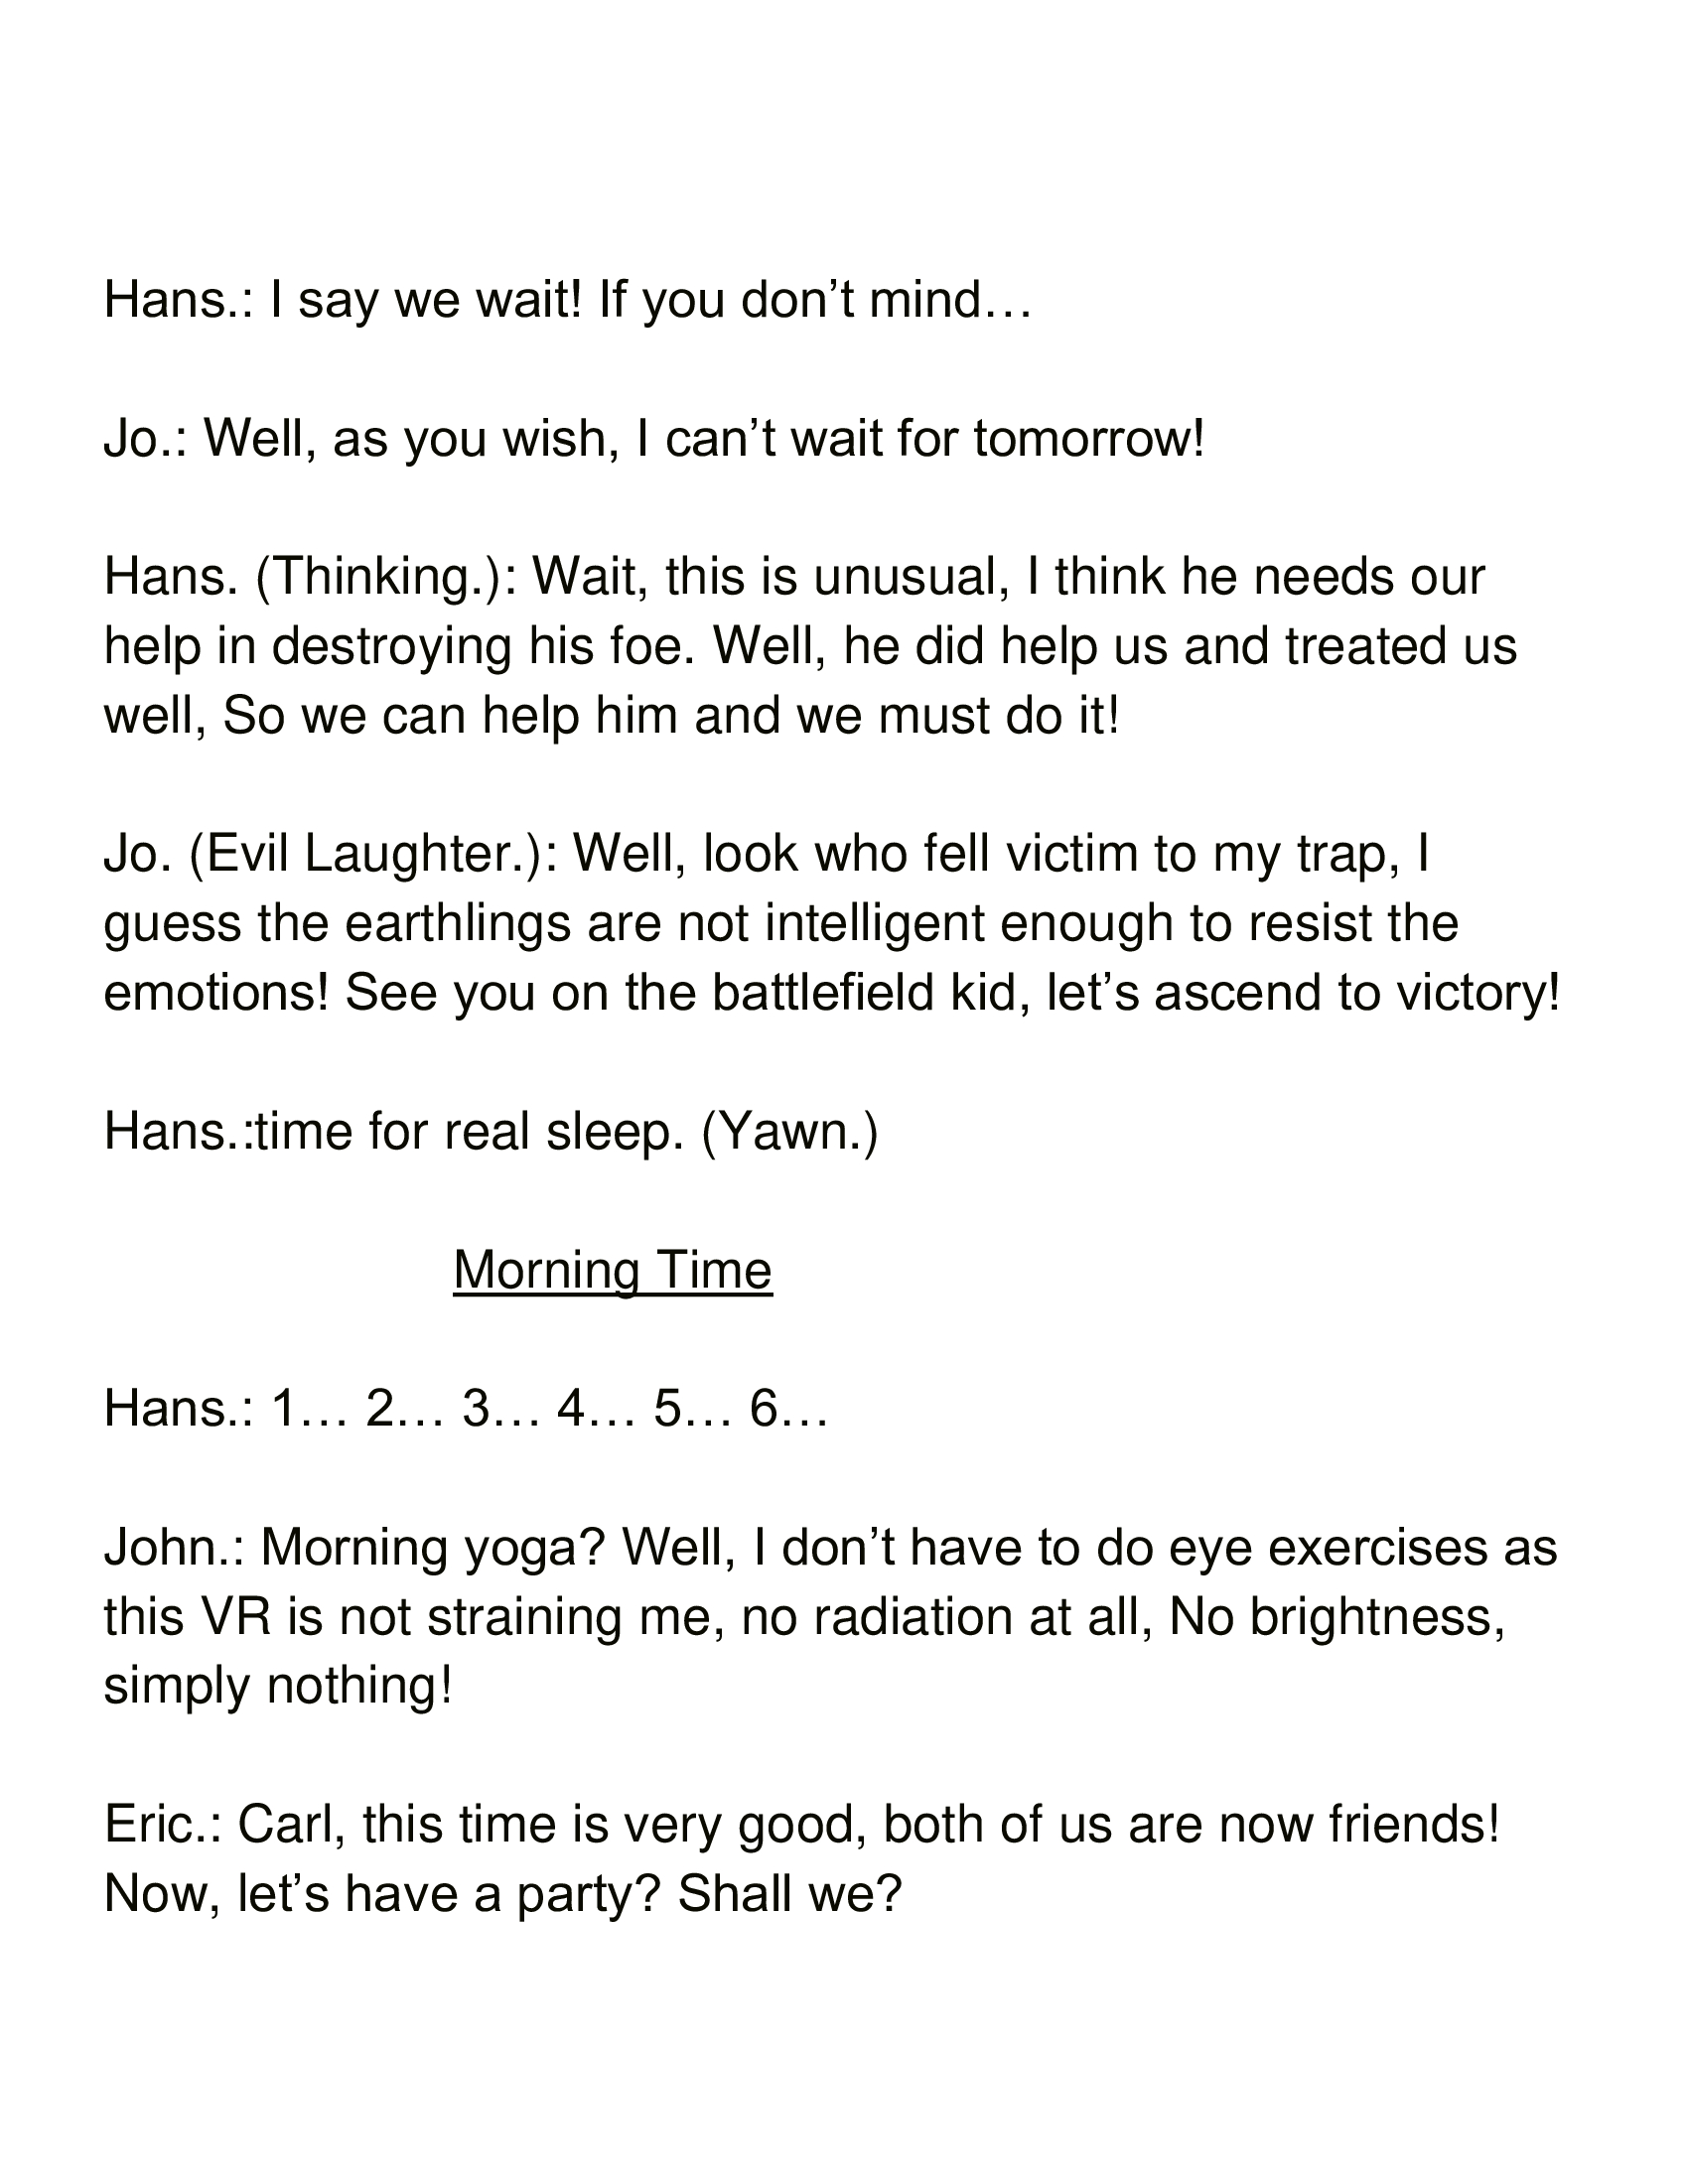 Hans.: I say we wait! If you don’t mind…
Jo.: Well, as you wish, I can’t wait for tomorrow!
Hans. (Thinking.): Wait, this is unusual, I think he needs our
help in destroying his foe. Well, he did help us and treated us
well, So we can help him and we must do it!
Jo. (Evil Laughter.): Well, look who fell victim to my trap, I
guess the earthlings are not intelligent enough to resist the
emotions! See you on the battlefield kid, let’s ascend to victory!
Hans.:time for real sleep. (Yawn.)
Morning Time
Hans.: 1… 2… 3… 4… 5… 6…
John.: Morning yoga? Well, I don’t have to do eye exercises as
this VR is not straining me, no radiation at all, No brightness,
simply nothing!
Eric.: Carl, this time is very good, both of us are now friends!
Now, let’s have a party? Shall we?